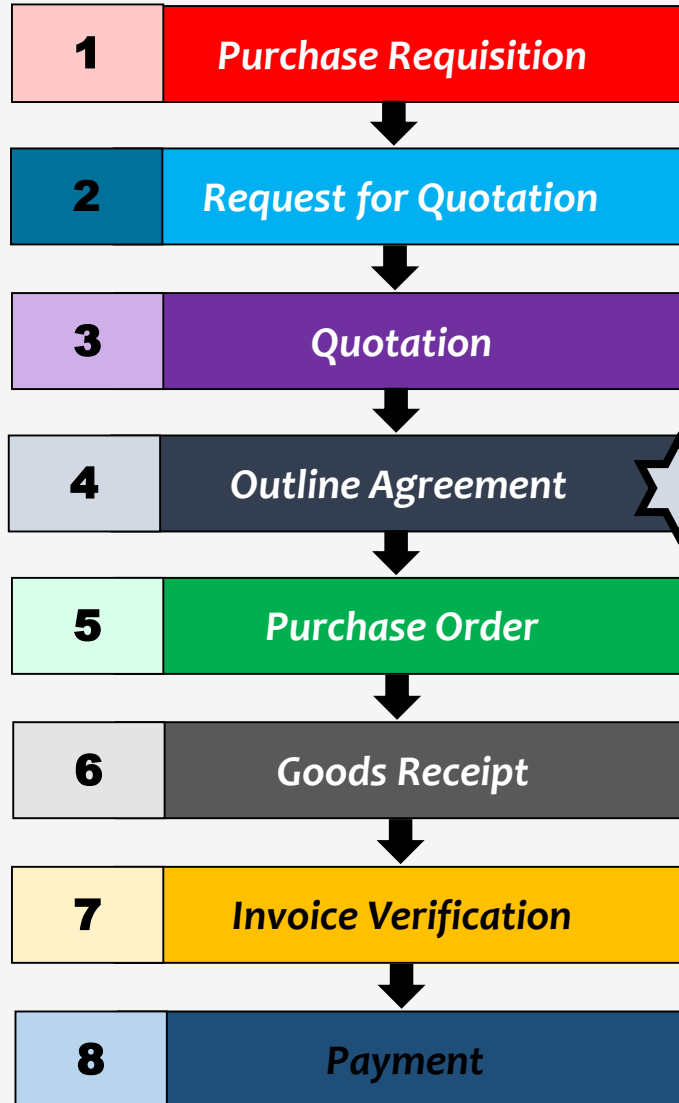 1 Purchase Requisition
2 Request for Quotation
3 Quotation
4 Outline Agreement
5 Purchase Order
6 Goods Receipt
7 Invoice Verification
8 Payment